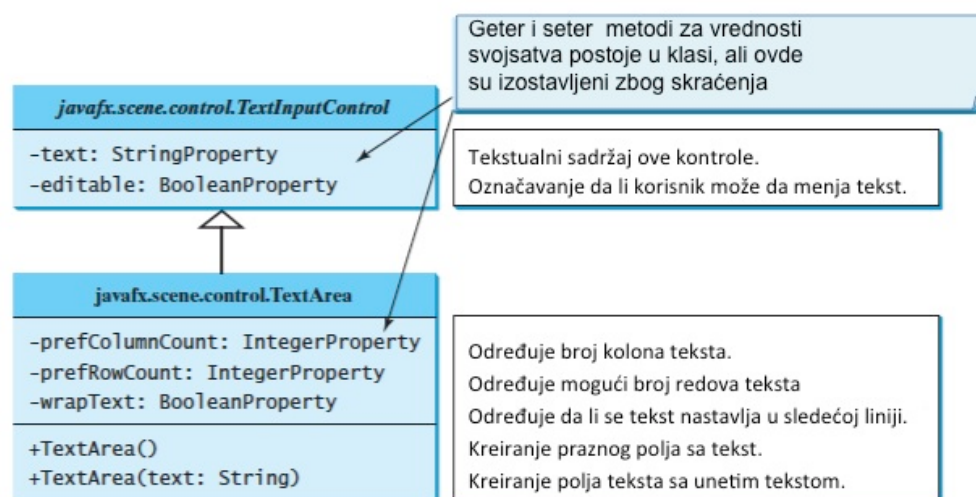 Geter i seter metodi za vrednosti
svojsatva postoje u klasi, ali ovde
su izostavljeni zbog skraćenja
javafx.scene.control.TextInputControl
-text: StringProperty
-editable: BooleanProperty
Tekstualni sadržaj ove kontrole.
Označavanje da li korisnik može da menja tekst.
javafx.scene.control.TextArea
-prefColumnCount: IntegerProperty
-prefRowCount: IntegerProperty
-wrapText: BooleanProperty
+TextArea()
+TextArea(text: String)
Određuje broj kolona teksta.
Određuje mogući broj redova teksta
Određuje da li se tekst nastavlja u sledećoj liniji.
Kreiranje praznog polja sa tekst.
Kreiranje polja teksta sa unetim tekstom.